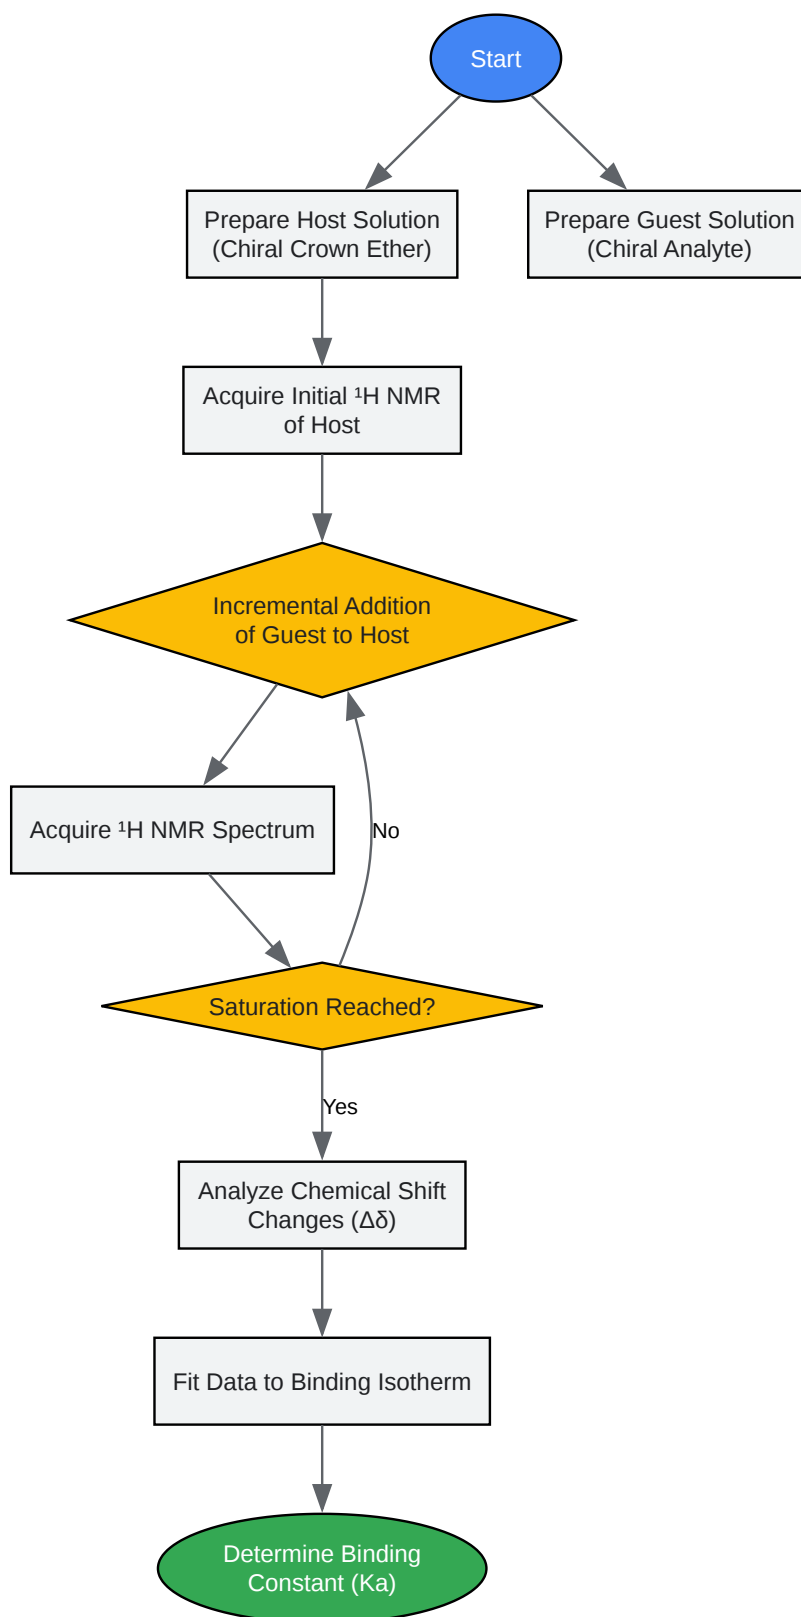 Start
Prepare Host Solution
(Chiral Crown Ether)
Prepare Guest Solution
(Chiral Analyte)
Acquire Initial ¹H NMR
of Host
Incremental Addition
of Guest to Host
Acquire ¹H NMR Spectrum
No
Saturation Reached?
Yes
Analyze Chemical Shift
Changes (Δδ)
Fit Data to Binding Isotherm
Determine Binding
Constant (Ka)